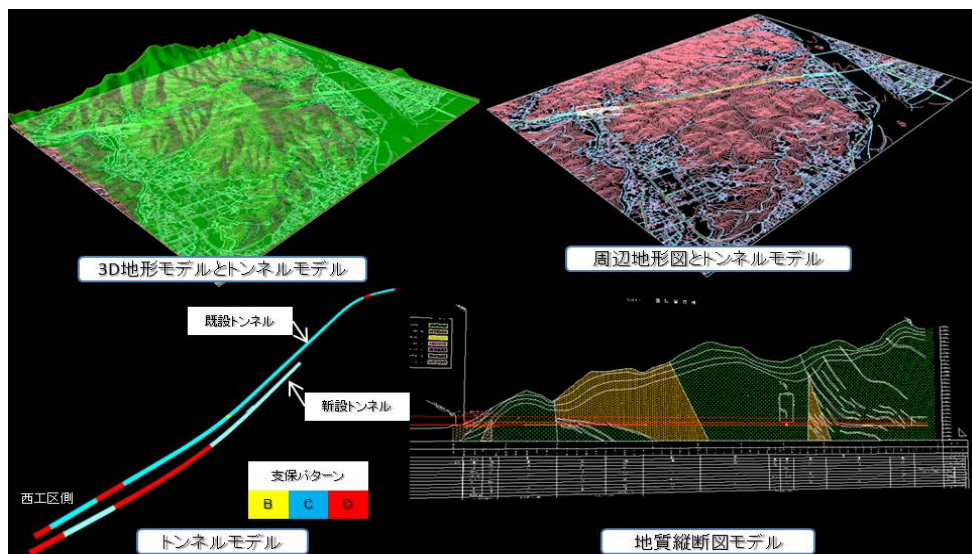 3D地形モデルとトンネルモデル
周辺地形図とトンネルモデル
既設トンネル
新設トンネル
西工区側
支保パターン
B C D
トンネルモデル
地質縦断図モデル